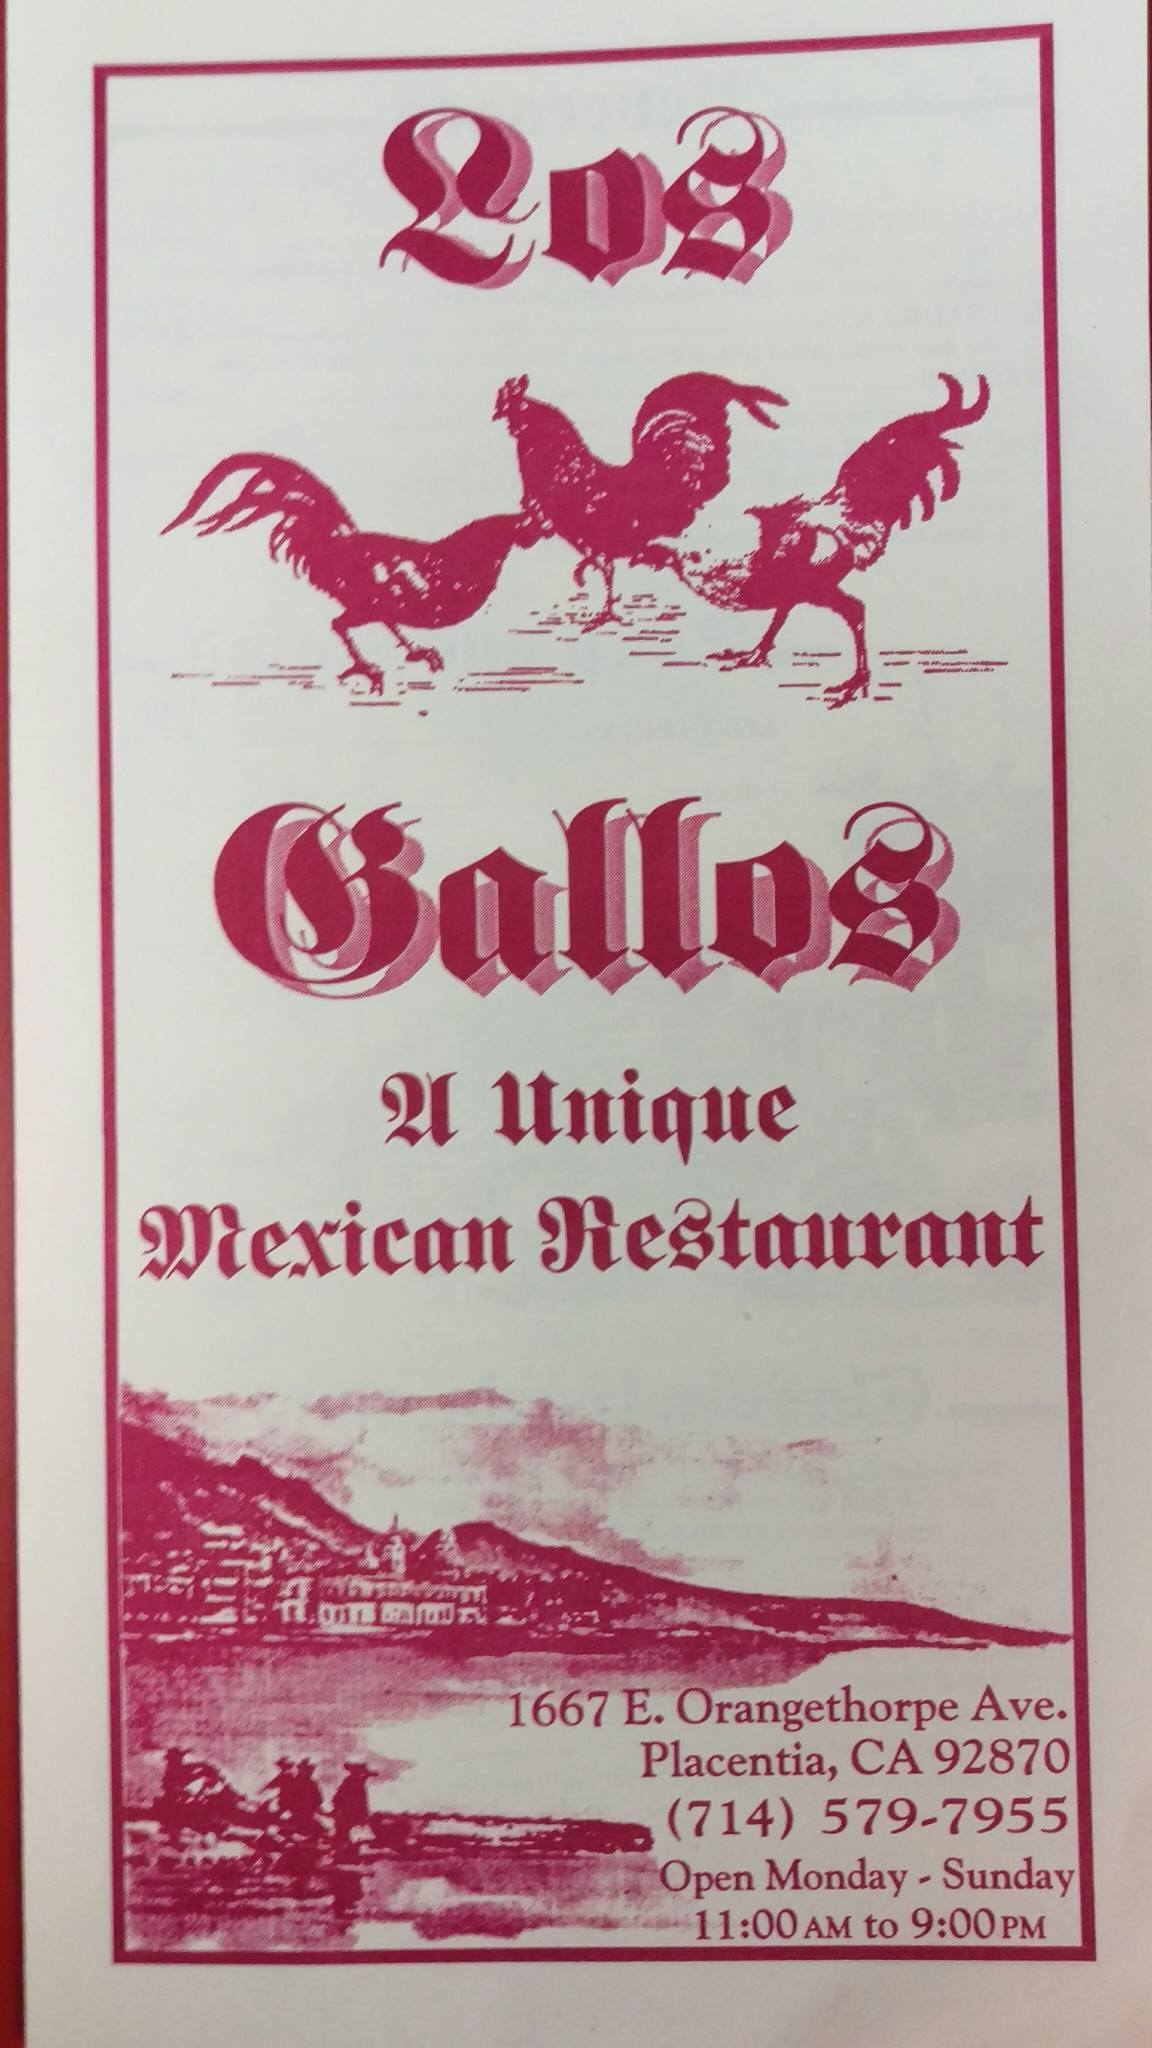 Los
Gallos
A Unique
Mexican Restaurant
1667 E. Orangethorpe Ave.
Placentia, CA 92870
(714) 579-7955
Open Monday - Sunday
11:00 AM to 9:00 PM